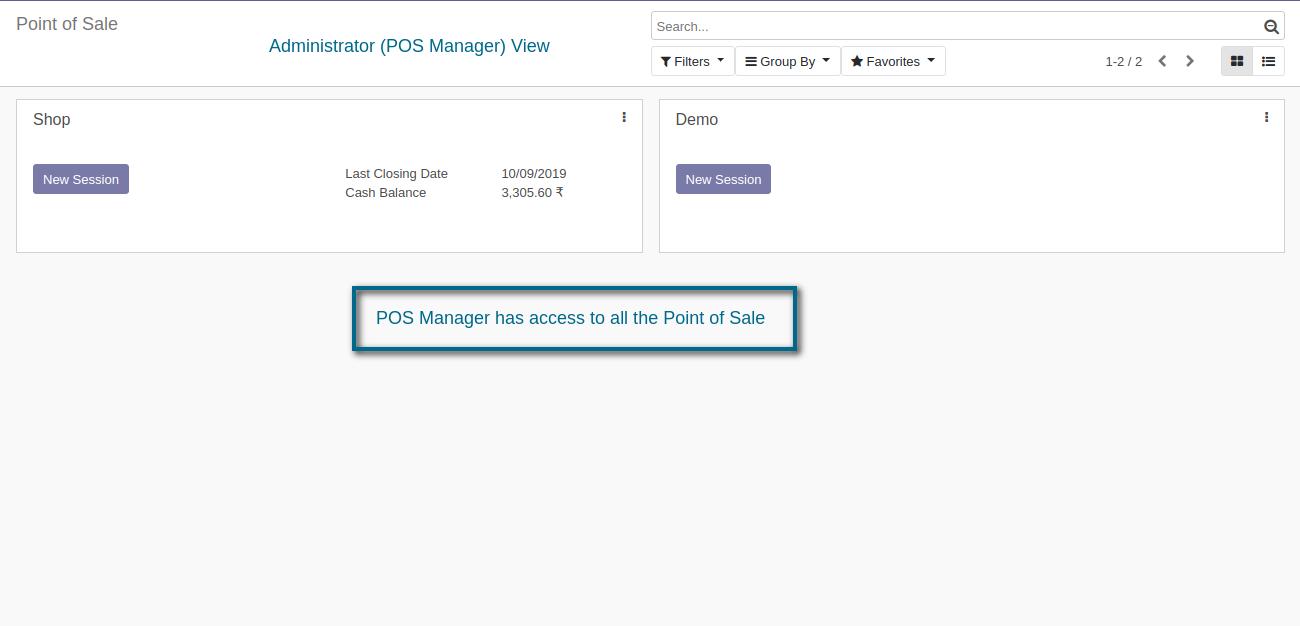 Point of Sale
Administrator (POS Manager) View
Search...
Filters
Group By
Favorites
1-2 / 2
Shop
New Session
Last Closing Date 10/09/2019
Cash Balance 3,305.60 ₹
Demo
New Session
POS Manager has access to all the Point of Sale